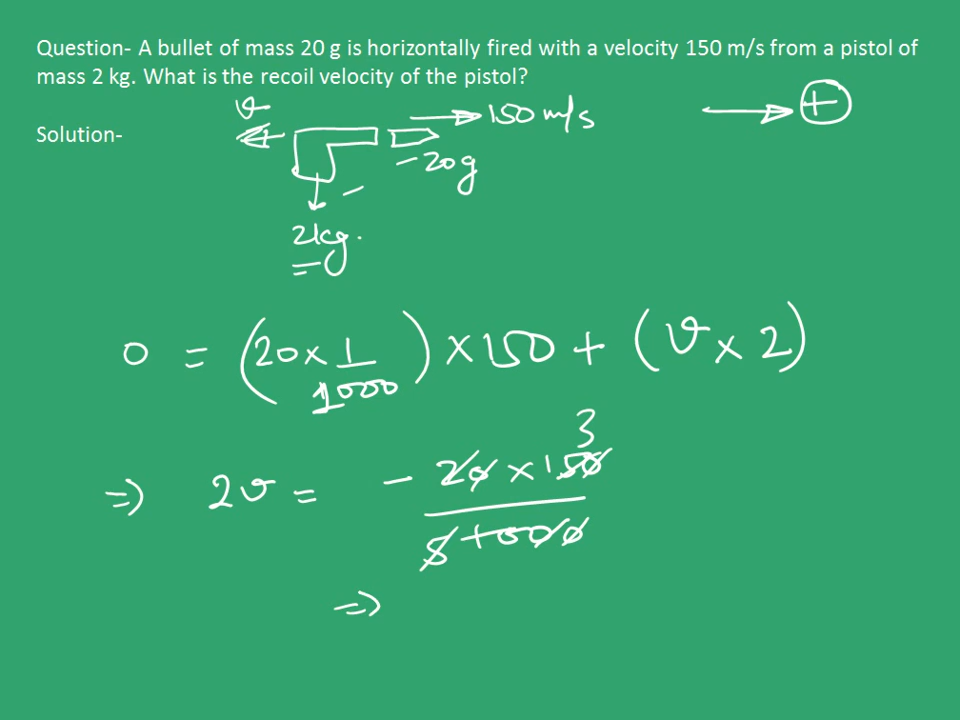 Question- A bullet of mass 20 g is horizontally fired with a velocity 150 m/s from a pistol of
mass 2 kg. What is the recoil velocity of the pistol?
Solution-
v
150 m/s
+
20g
2kg.
0 = (20 × 1/1000) × 150 + (v × 2)
3
⇒ 2v = - 20 × 150
5 1000
⇒